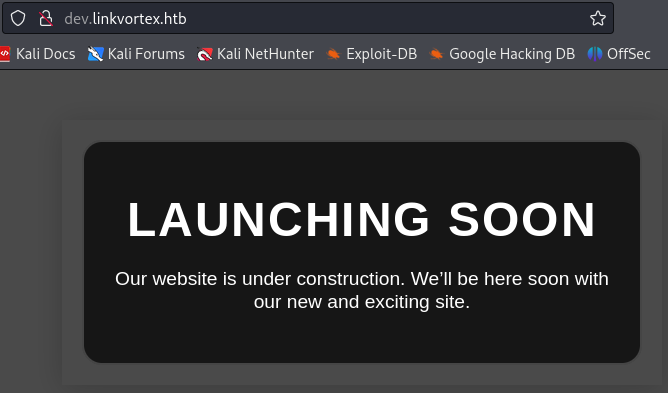 dev.linkvortex.htb
Kali Docs Kali Forums Kali NetHunter Exploit-DB Google Hacking DB OffSec
LAUNCHING SOON
Our website is under construction. We’ll be here soon with
our new and exciting site.